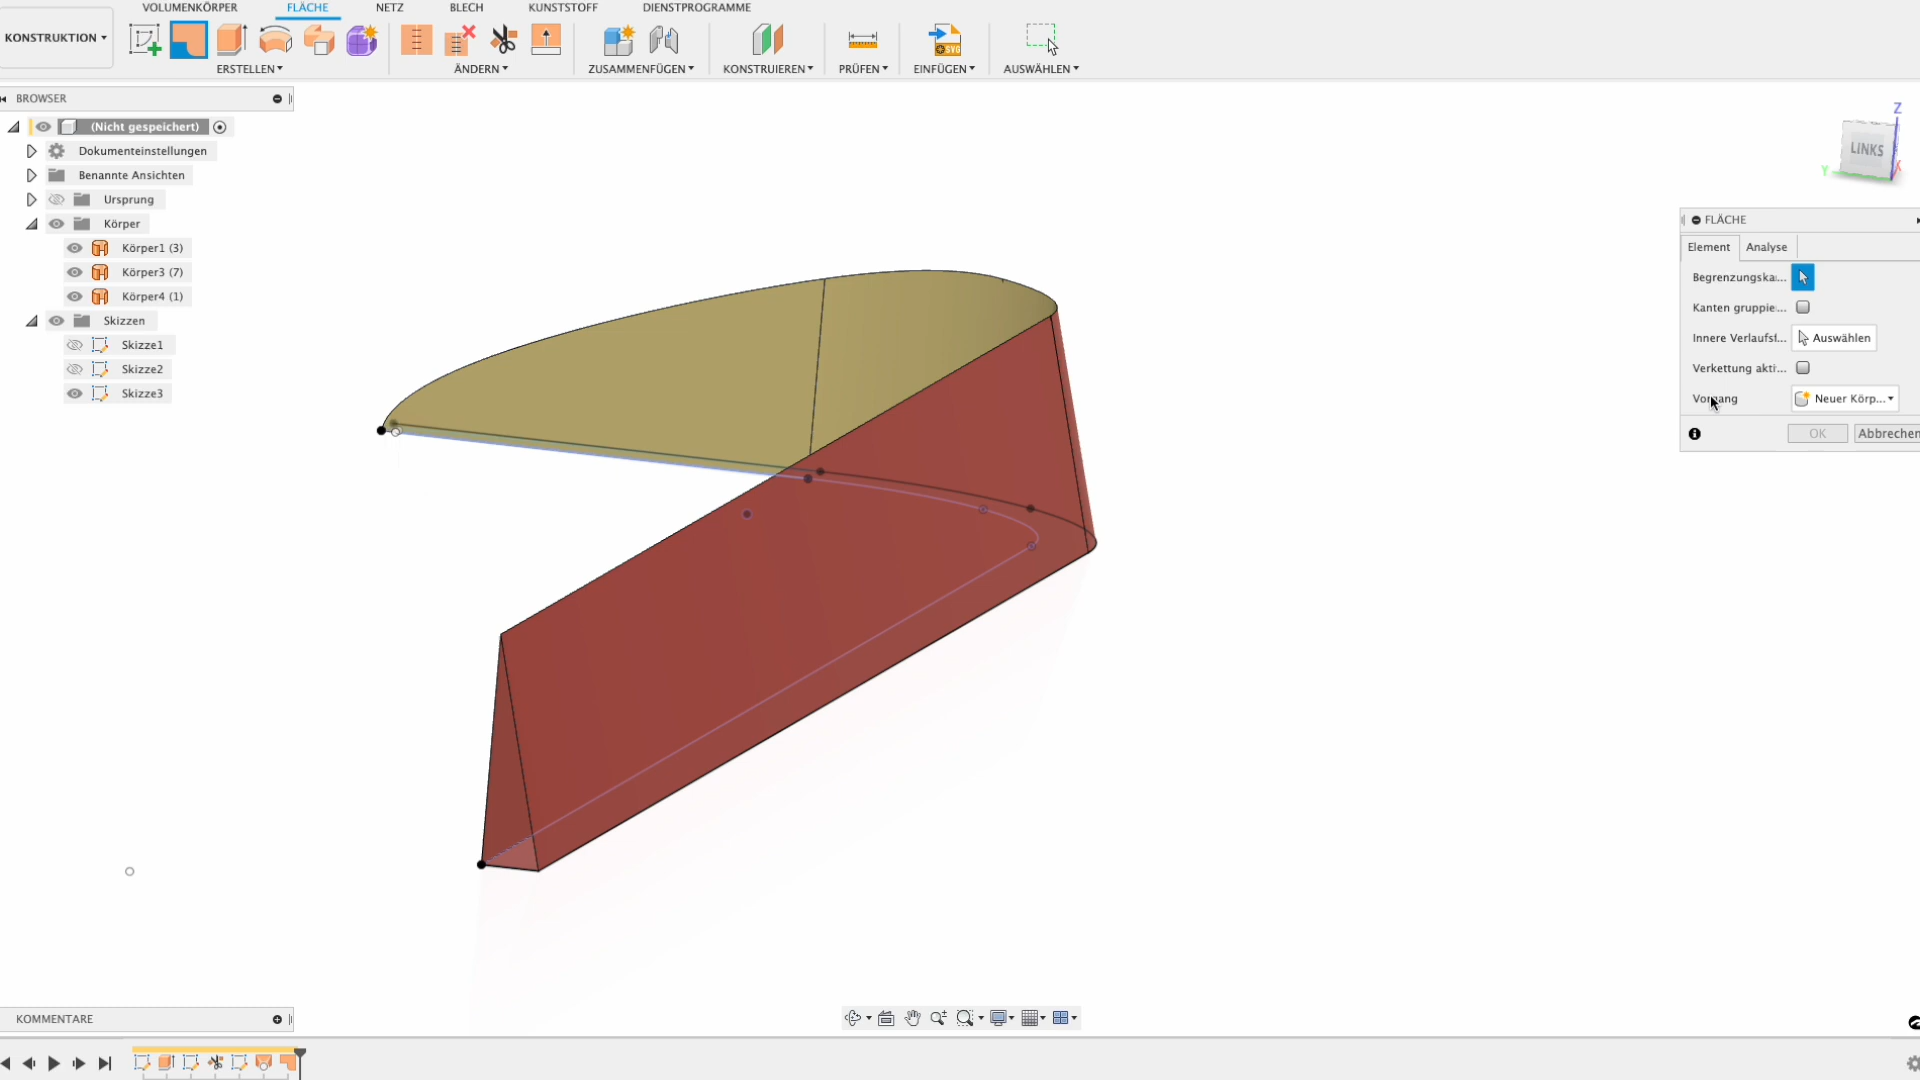 VOLUMENKÖRPER FLÄCHE NETZ BLECH KUNSTSTOFF DIENSTPROGRAMME
KONSTRUKTION
SVG
ERSTELLEN ÄNDERN ZUSAMMENFÜGEN KONSTRUIEREN PRÜFEN EINFÜGEN AUSWÄHLEN
BROWSER
(Nicht gespeichert)
Dokumenteinstellungen
Benannte Ansichten
Ursprung
Körper
Körper1 (3)
Körper3 (7)
Körper4 (1)
Skizzen
Skizze1
Skizze2
Skizze3
Z
LINKS
Y
X
FLÄCHE
Element Analyse
Begrenzungska...
Kanten gruppie...
Innere Verlaufsf... Auswählen
Verkettung akti...
Vorgang Neuer Körp...
OK Abbrechen
KOMMENTARE